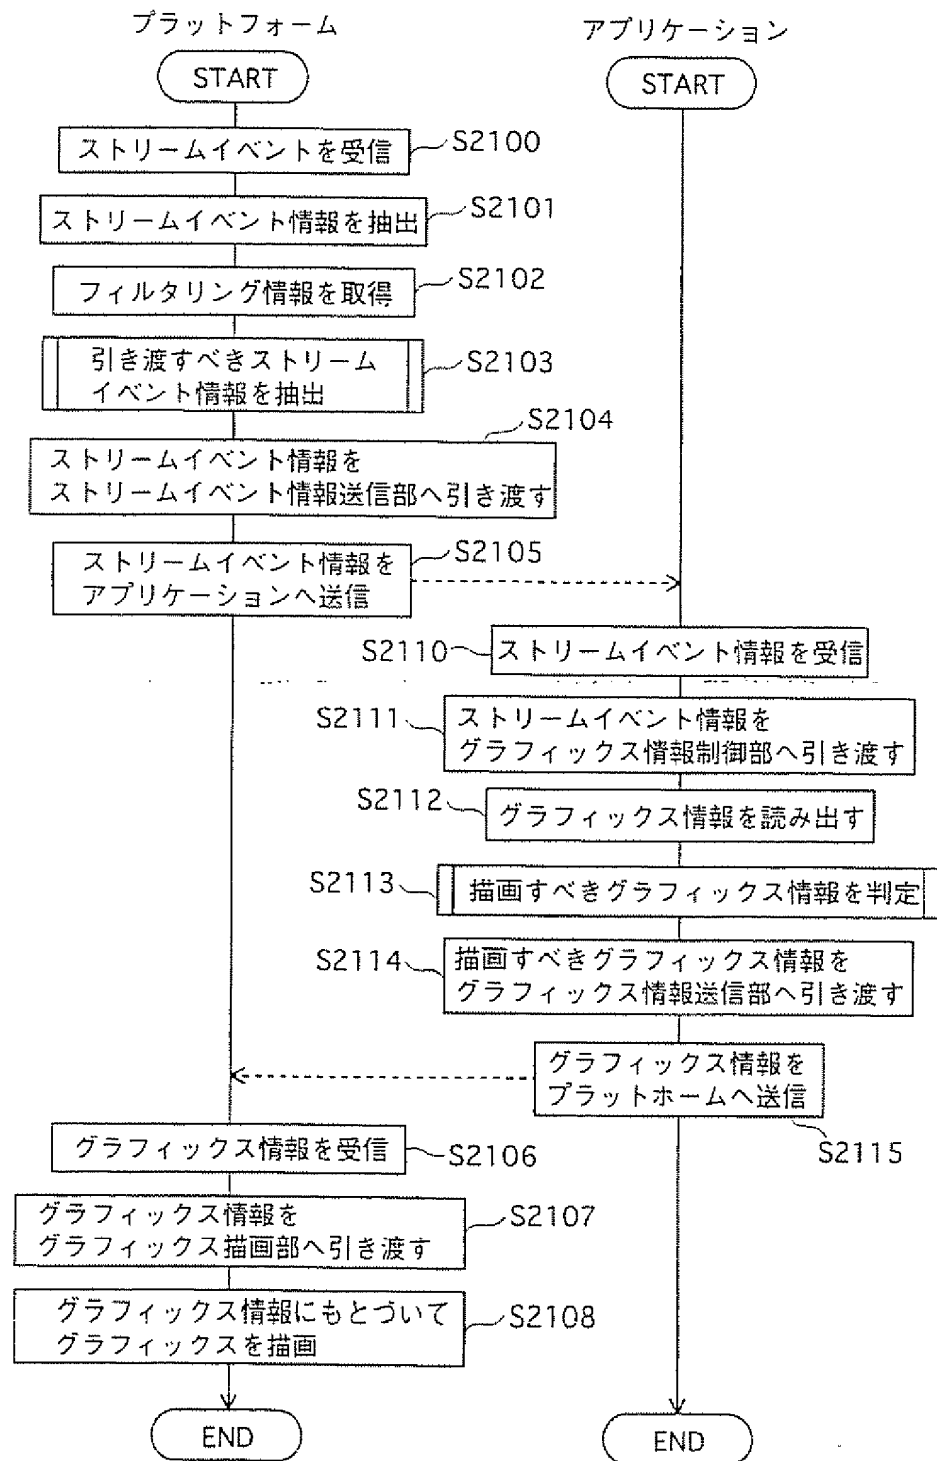 プラットフォーム
アプリケーション
START
START
ストリームイベントを受信
S2100
ストリームイベント情報を抽出
S2101
フィルタリング情報を取得
S2102
引き渡すべきストリーム
イベント情報を抽出
S2103
S2104
ストリームイベント情報を
ストリームイベント情報送信部へ引き渡す
ストリームイベント情報を
アプリケーションへ送信
S2105
S2110
ストリームイベント情報を受信
S2111
ストリームイベント情報を
グラフィックス情報制御部へ引き渡す
S2112
グラフィックス情報を読み出す
S2113
描画すべきグラフィックス情報を判定
S2114
描画すべきグラフィックス情報を
グラフィックス情報送信部へ引き渡す
グラフィックス情報を
プラットホームへ送信
S2115
グラフィックス情報を受信
S2106
グラフィックス情報を
グラフィックス描画部へ引き渡す
S2107
グラフィックス情報にもとづいて
グラフィックスを描画
S2108
END
END